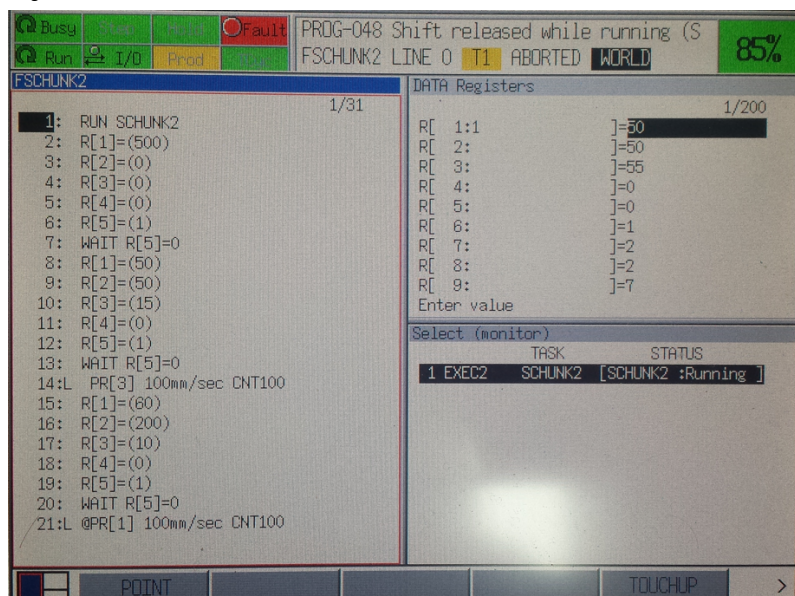 Busy
Fault
Run
I/O
Prod
PROG-048 Shift released while running (S
FSCHUNK2 LINE 0 T1 ABORTED WORLD
85%
FSCHUNK2
1/31
1: RUN SCHUNK2
2: R[1]=(500)
3: R[2]=(0)
4: R[3]=(0)
5: R[4]=(0)
6: R[5]=(1)
7: WAIT R[5]=0
8: R[1]=(50)
9: R[2]=(50)
10: R[3]=(15)
11: R[4]=(0)
12: R[5]=(1)
13: WAIT R[5]=0
14:L PR[3] 100mm/sec CNT100
15: R[1]=(60)
16: R[2]=(200)
17: R[3]=(10)
18: R[4]=(0)
19: R[5]=(1)
20: WAIT R[5]=0
21:L @PR[1] 100mm/sec CNT100
DATA Registers
1/200
R[ 1:1 ]=50
R[ 2: ]=50
R[ 3: ]=55
R[ 4: ]=0
R[ 5: ]=0
R[ 6: ]=1
R[ 7: ]=2
R[ 8: ]=2
R[ 9: ]=7
Enter value
Select (monitor)
TASK STATUS
1 EXEC2 SCHUNK2 [SCHUNK2 :Running ]
POINT
TOUCHUP
>